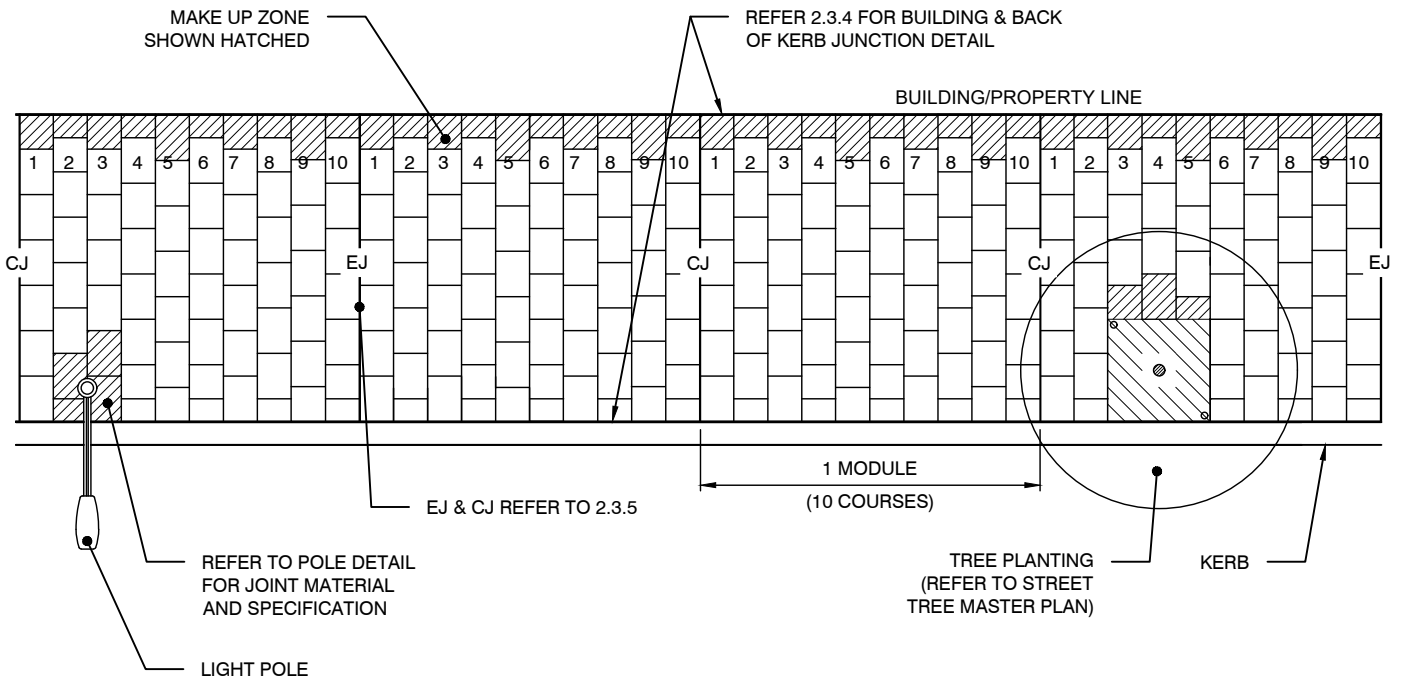 MAKE UP ZONE
SHOWN HATCHED
REFER 2.3.4 FOR BUILDING & BACK
OF KERB JUNCTION DETAIL
BUILDING/PROPERTY LINE
1 2 3 4 5 6 7 8 9 10 1 2 3 4 5 6 7 8 9 10 1 2 3 4 5 6 7 8 9 10 1 2 3 4 5 6 7 8 9 10
CJ EJ CJ CJ EJ
1 MODULE
(10 COURSES)
EJ & CJ REFER TO 2.3.5
REFER TO POLE DETAIL
FOR JOINT MATERIAL
AND SPECIFICATION
TREE PLANTING
(REFER TO STREET
TREE MASTER PLAN)
KERB
LIGHT POLE